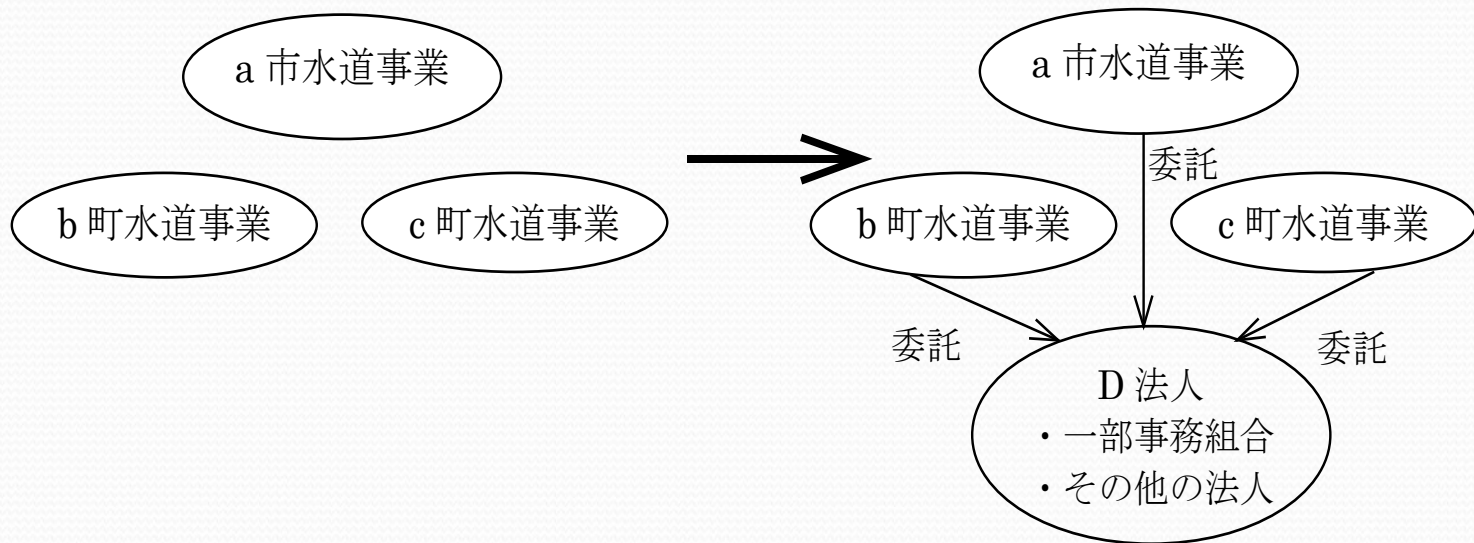 a 市水道事業
b 町水道事業
c 町水道事業
a 市水道事業
委託
b 町水道事業
c 町水道事業
委託
委託
D 法人
・一部事務組合
・その他の法人